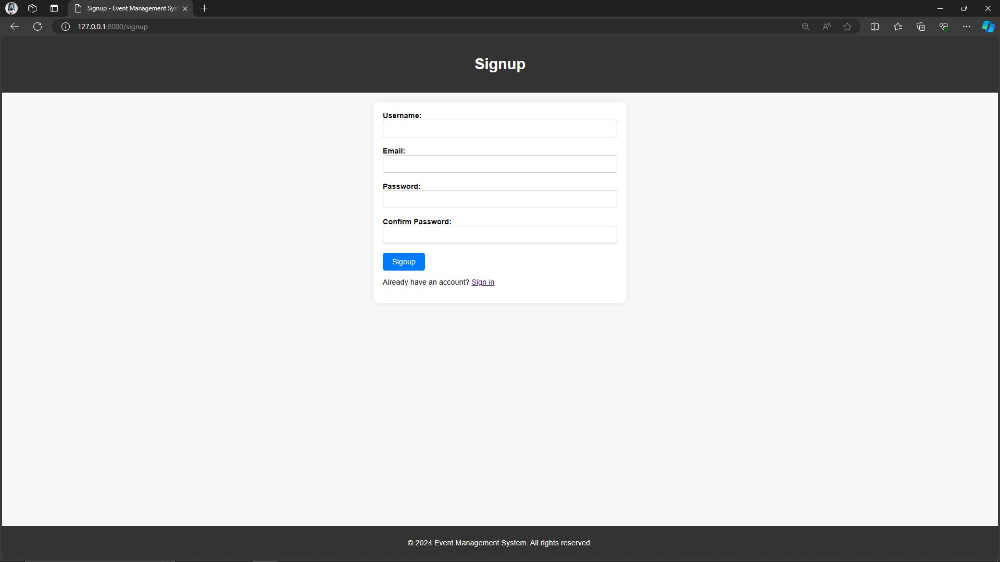 Signup - Event Management Sys
127.0.0.1:8000/signup
Signup
Username:
Email:
Password:
Confirm Password:
Signup
Already have an account? Sign in
© 2024 Event Management System. All rights reserved.